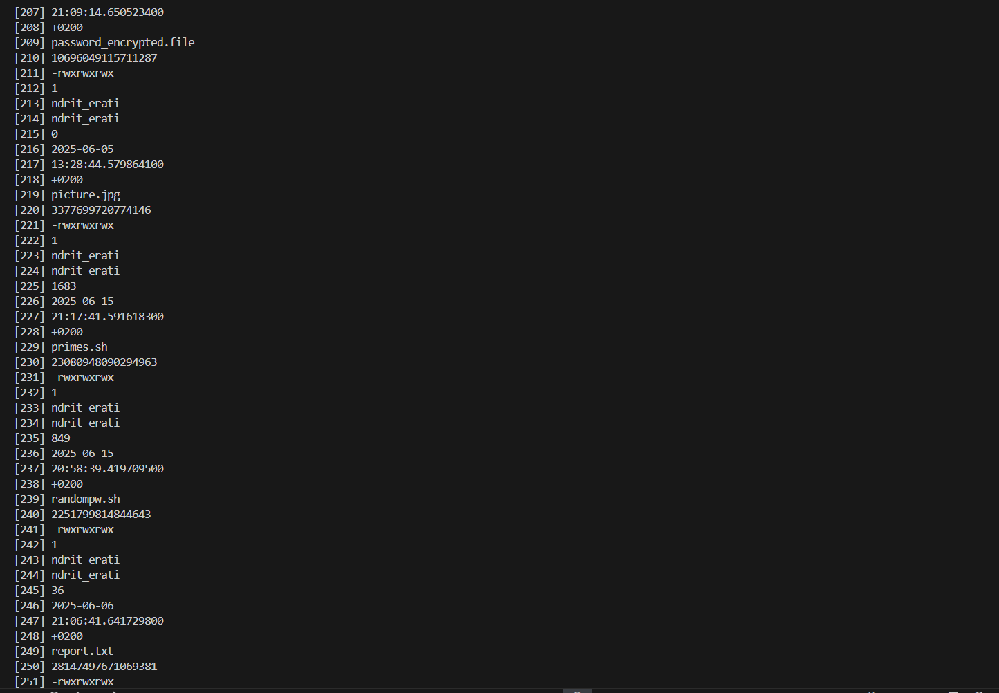 [207] 21:09:14.650523400
[208] +0200
[209] password_encrypted.file
[210] 10696049115711287
[211] -rwxrwxrwx
[212] 1
[213] ndrit_erati
[214] ndrit_erati
[215] 0
[216] 2025-06-05
[217] 13:28:44.579864100
[218] +0200
[219] picture.jpg
[220] 3377699720774146
[221] -rwxrwxrwx
[222] 1
[223] ndrit_erati
[224] ndrit_erati
[225] 1683
[226] 2025-06-15
[227] 21:17:41.591618300
[228] +0200
[229] primes.sh
[230] 23080948090294963
[231] -rwxrwxrwx
[232] 1
[233] ndrit_erati
[234] ndrit_erati
[235] 849
[236] 2025-06-15
[237] 20:58:39.419709500
[238] +0200
[239] randompw.sh
[240] 2251799814844643
[241] -rwxrwxrwx
[242] 1
[243] ndrit_erati
[244] ndrit_erati
[245] 36
[246] 2025-06-06
[247] 21:06:41.641729800
[248] +0200
[249] report.txt
[250] 28147497671069381
[251] -rwxrwxrwx